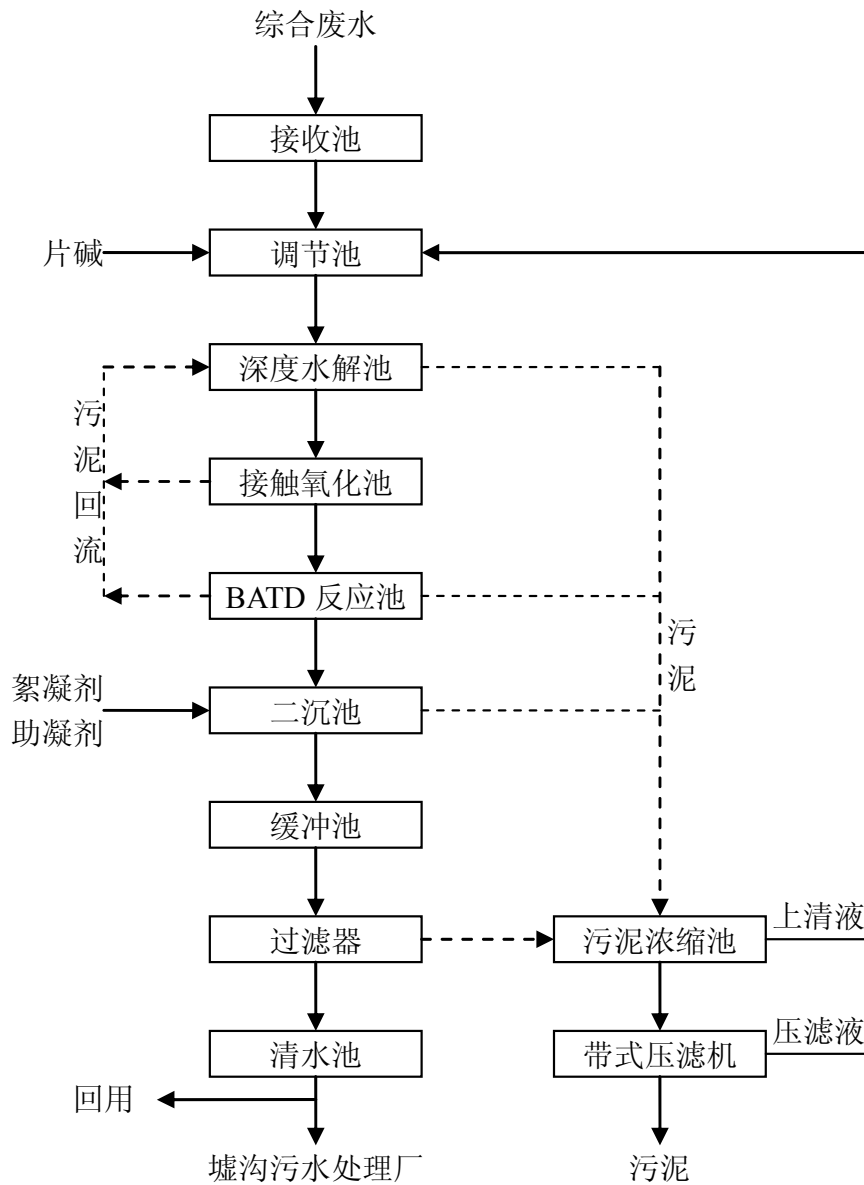 综合废水
接收池
片碱
调节池
深度水解池
污泥回流
接触氧化池
BATD 反应池
污泥
絮凝剂
助凝剂
二沉池
缓冲池
过滤器
污泥浓缩池
上清液
清水池
带式压滤机
压滤液
回用
墟沟污水处理厂
污泥